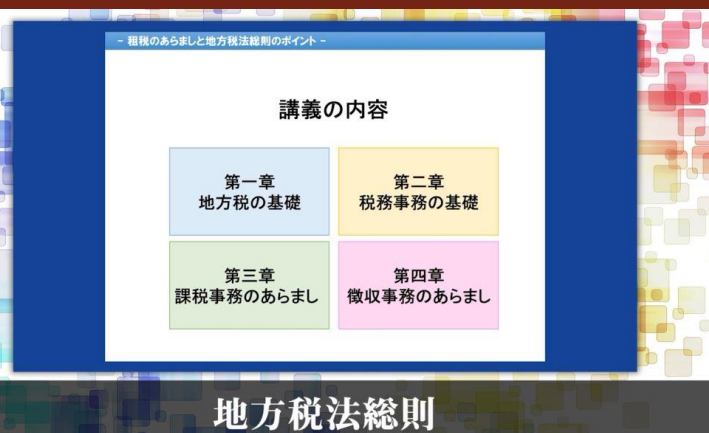 - 租税のあらましと地方税法総則のポイント -
講義の内容
第一章
地方税の基礎
第二章
税務事務の基礎
第三章
課税事務のあらまし
第四章
徴収事務のあらまし
地方税法総則